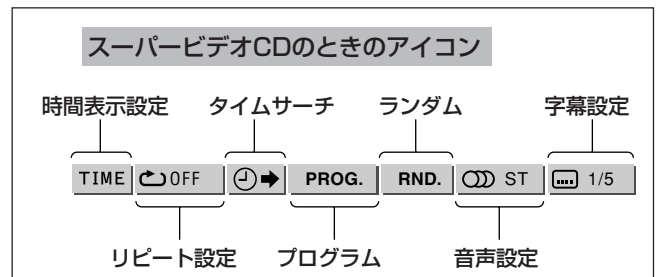 スーパービデオCDのときのアイコン
時間表示設定 タイムサーチ ランダム 字幕設定
TIME OFF PROG. RND. ST 1/5
リピート設定 プログラム 音声設定